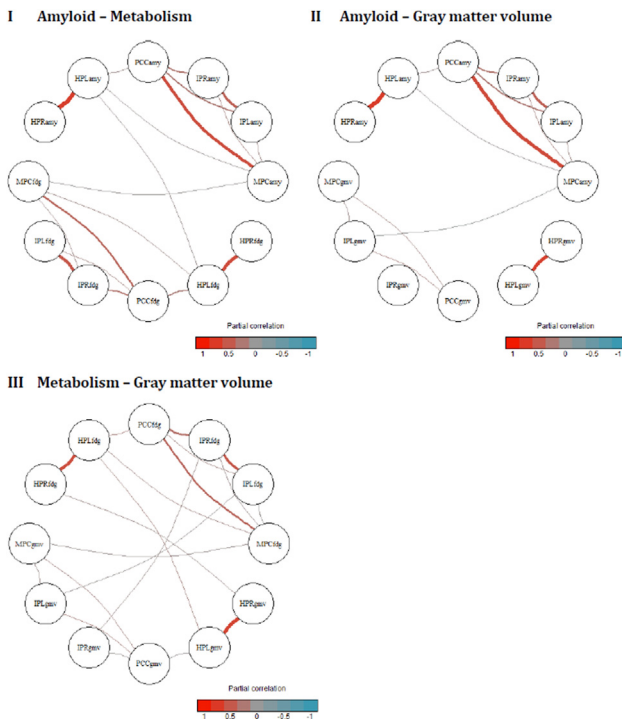 I Amyloid – Metabolism
PCCamy
HPLamy
IPRamy
HPRamy
IPLamy
MPCfdg
MPCamy
IPLfdg
HPRfdg
IPRfdg
HPLfdg
PCCfdg
Partial correlation
1 0.5 0 -0.5 -1
II Amyloid – Gray matter volume
PCCamy
HPLamy
IPRamy
HPRamy
IPLamy
MPCgmv
MPCamy
IPLgmv
HPRgmv
IPRgmv
HPLgmv
PCCgmv
Partial correlation
1 0.5 0 -0.5 -1
III Metabolism – Gray matter volume
PCCfdg
HPLfdg
IPRfdg
HPRfdg
IPLfdg
MPCgmv
MPCfdg
IPLgmv
HPRgmv
IPRgmv
HPLgmv
PCCgmv
Partial correlation
1 0.5 0 -0.5 -1